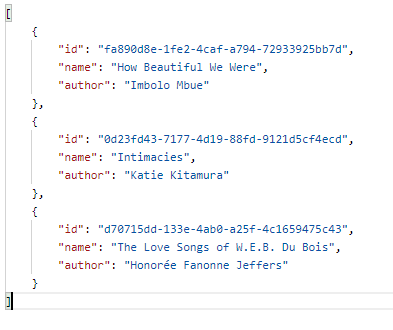 [
{
"id": "fa890d8e-1fe2-4caf-a794-72933925bb7d",
"name": "How Beautiful We Were",
"author": "Imbolo Mbue"
},
{
"id": "0d23fd43-7177-4d19-88fd-9121d5cf4ecd",
"name": "Intimacies",
"author": "Katie Kitamura"
},
{
"id": "d70715dd-133e-4ab0-a25f-4c1659475c43",
"name": "The Love Songs of W.E.B. Du Bois",
"author": "Honorée Fanonne Jeffers"
}
]